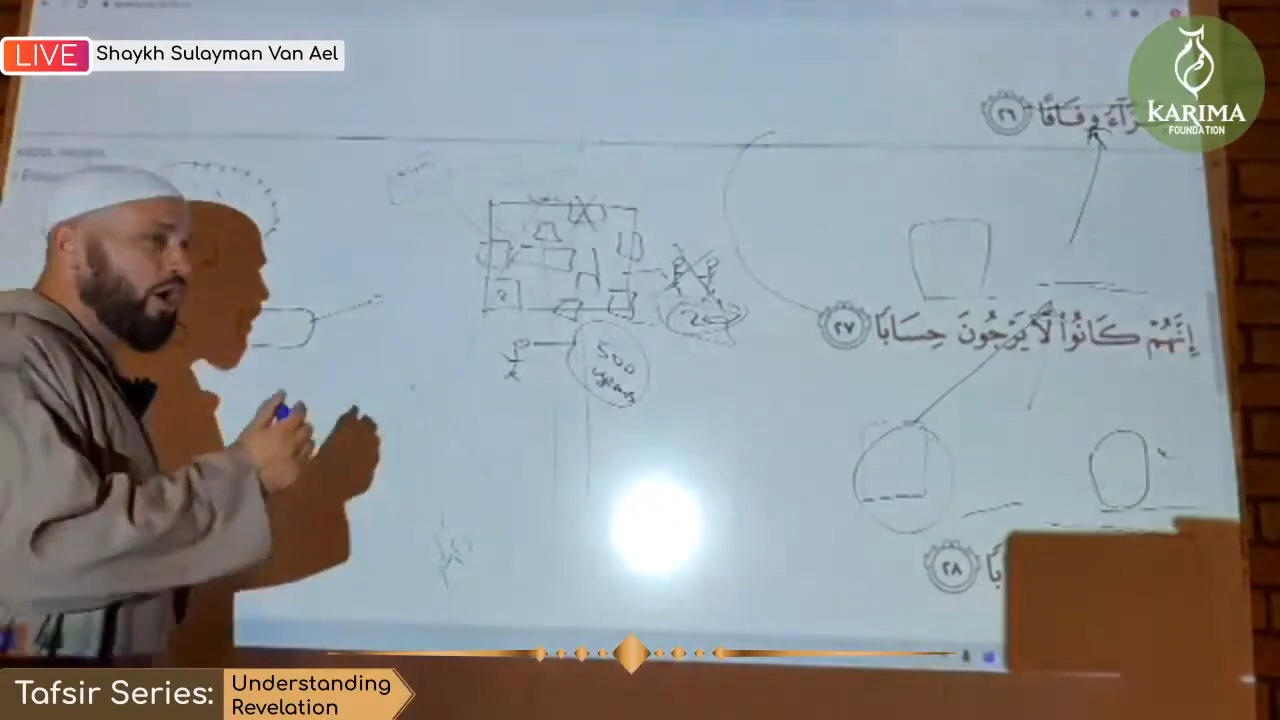 LIVE
Shaykh Sulayman Van Ael
KARIMA
FOUNDATION
وِفَاقًا ٢٦
إِنَّهُمْ كَانُوا۟ لَا يَرْجُونَ حِسَابًا ٢٧
٢٨
500
years
Tafsir Series:
Understanding
Revelation